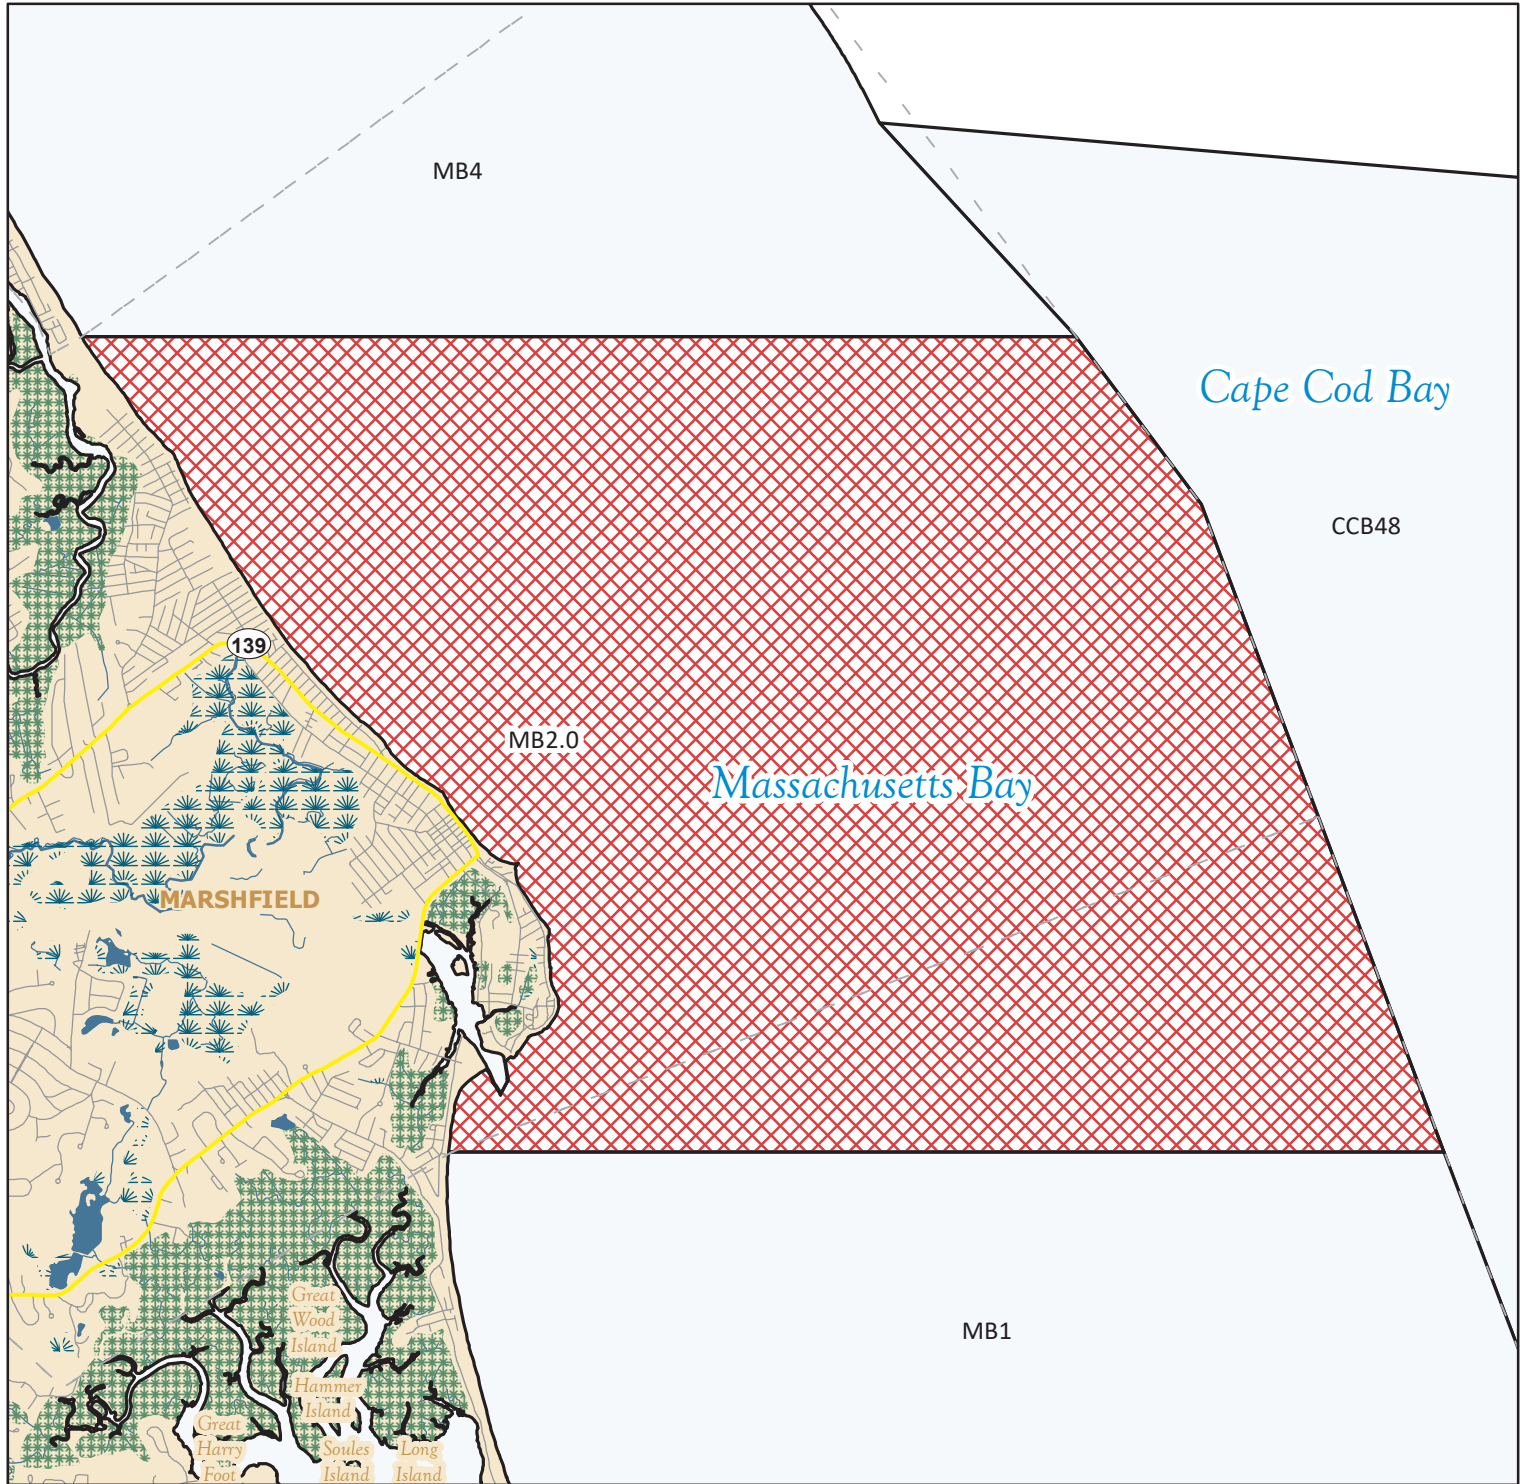 MB4
Cape Cod Bay
CCB48
139
MB2.0
Massachusetts Bay
MARSHFIELD
Great
Wood
Island
MB1
Hammer
Island
Great
Harry
Foot
Soules
Island
Long
Island